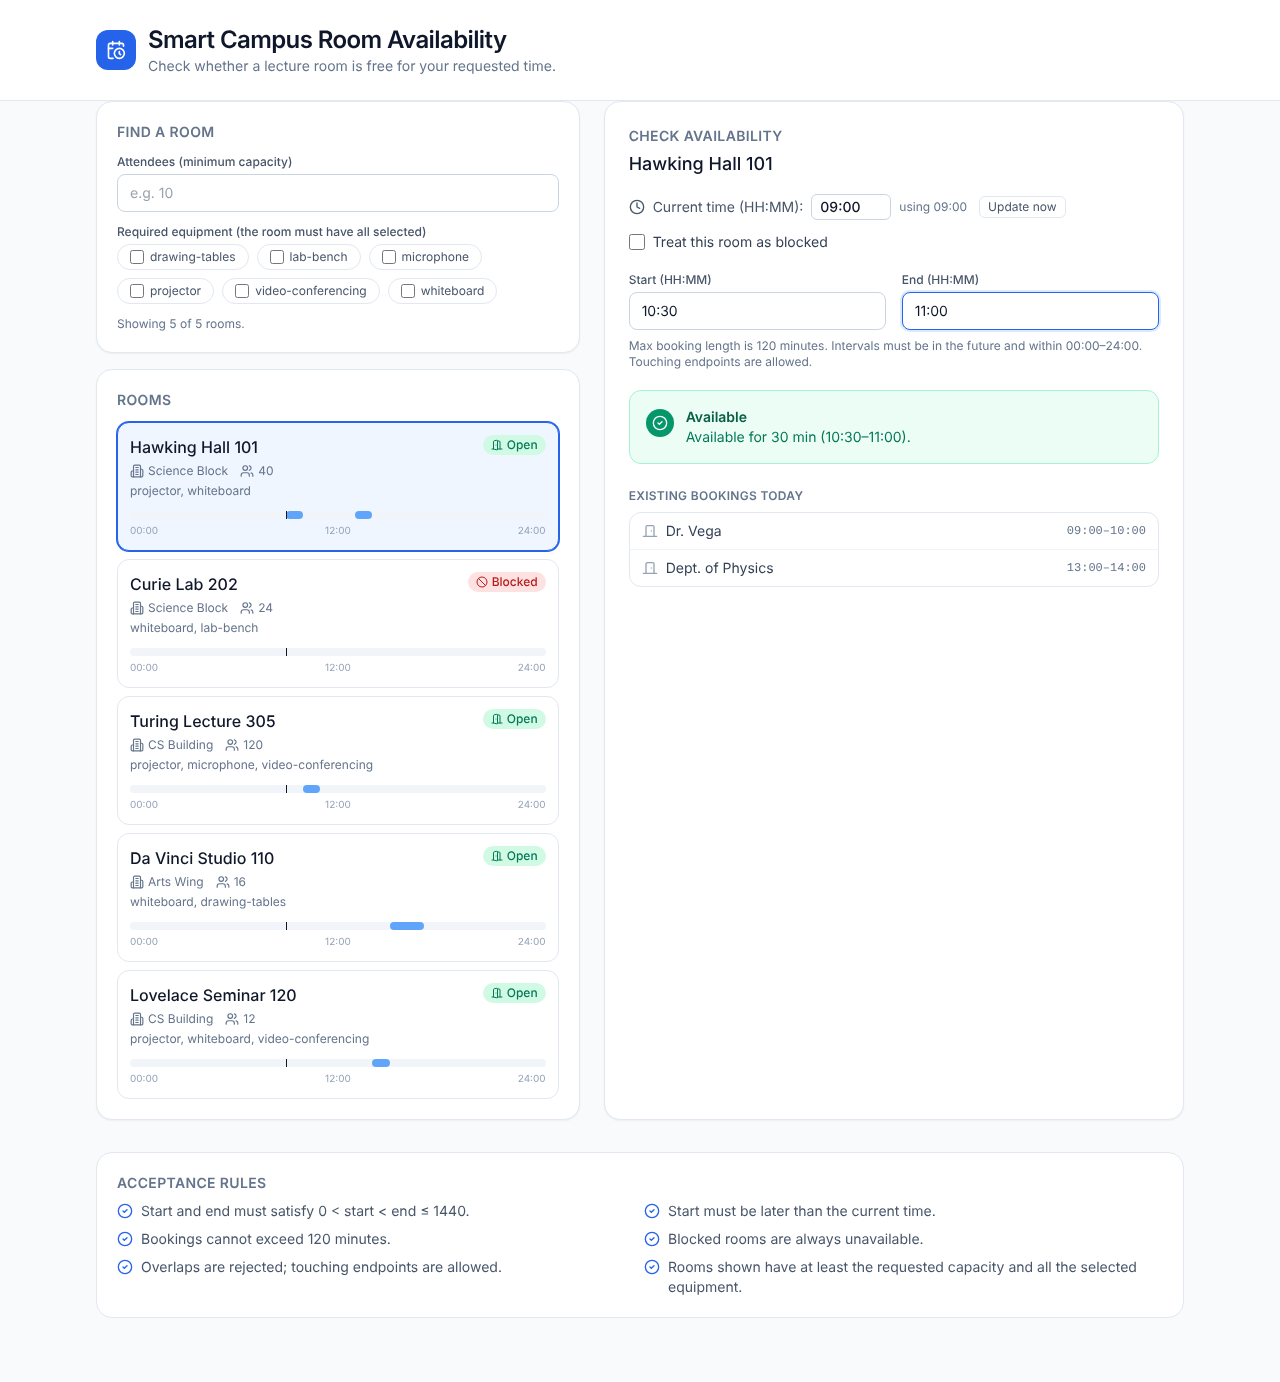 Smart Campus Room Availability
Check whether a lecture room is free for your requested time.
FIND A ROOM
Attendees (minimum capacity)
e.g. 10
Required equipment (the room must have all selected)
drawing-tables
lab-bench
microphone
projector
video-conferencing
whiteboard
Showing 5 of 5 rooms.
ROOMS
Hawking Hall 101
Open
Science Block 40
projector, whiteboard
00:00 12:00 24:00
Curie Lab 202
Blocked
Science Block 24
whiteboard, lab-bench
00:00 12:00 24:00
Turing Lecture 305
Open
CS Building 120
projector, microphone, video-conferencing
00:00 12:00 24:00
Da Vinci Studio 110
Open
Arts Wing 16
whiteboard, drawing-tables
00:00 12:00 24:00
Lovelace Seminar 120
Open
CS Building 12
projector, whiteboard, video-conferencing
00:00 12:00 24:00
CHECK AVAILABILITY
Hawking Hall 101
Current time (HH:MM): 09:00 using 09:00 Update now
Treat this room as blocked
Start (HH:MM)
10:30
End (HH:MM)
11:00
Max booking length is 120 minutes. Intervals must be in the future and within 00:00–24:00.
Touching endpoints are allowed.
Available
Available for 30 min (10:30–11:00).
EXISTING BOOKINGS TODAY
Dr. Vega 09:00–10:00
Dept. of Physics 13:00–14:00
ACCEPTANCE RULES
Start and end must satisfy 0 < start < end ≤ 1440.
Start must be later than the current time.
Bookings cannot exceed 120 minutes.
Blocked rooms are always unavailable.
Overlaps are rejected; touching endpoints are allowed.
Rooms shown have at least the requested capacity and all the selected
equipment.